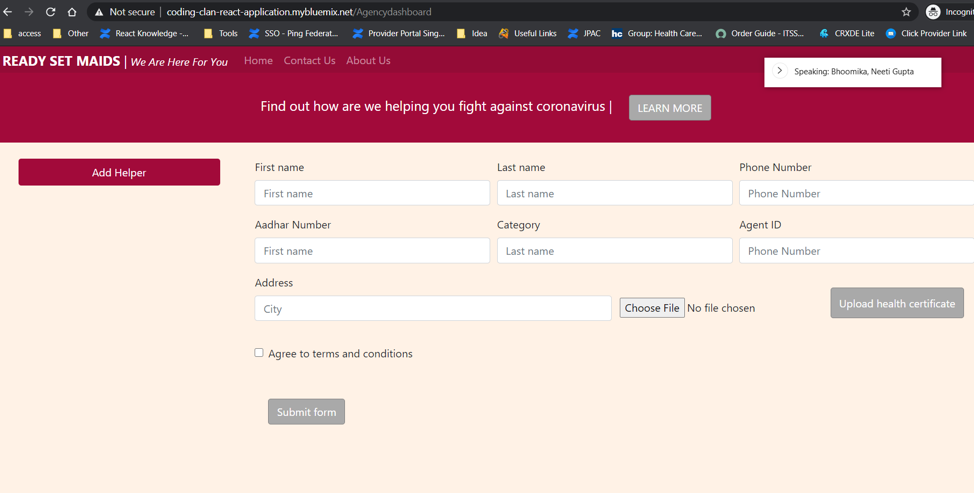 Not secure | coding-clan-react-application.mybluemix.net/Agencydashboard
access Other React Knowledge -... Tools SSO - Ping Federat... Provider Portal Sing... Idea Useful Links JPAC hc Group: Health Care... Order Guide - ITSS... CRXDE Lite Click Provider Link
READY SET MAIDS | We Are Here For You Home Contact Us About Us
Speaking: Bhoomika, Neeti Gupta
Find out how are we helping you fight against coronavirus | LEARN MORE
Add Helper
First name Last name Phone Number
First name Last name Phone Number
Aadhar Number Category Agent ID
First name Last name Phone Number
Address
City Choose File No file chosen Upload health certificate
Agree to terms and conditions
Submit form